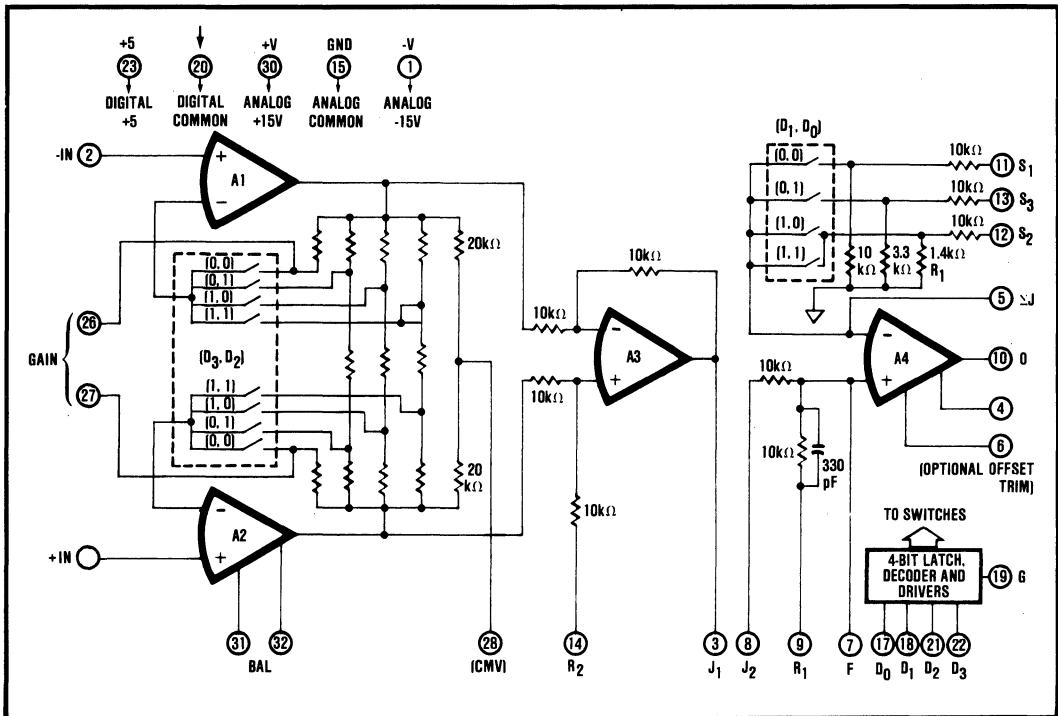 +5 +V GND -V
23 20 30 15 1
DIGITAL +5
DIGITAL COMMON
ANALOG +15V
ANALOG COMMON
ANALOG -15V
-IN 2
+
A1
−
(0, 0)
(0, 1)
(1, 0)
(1, 1)
20kΩ
26
GAIN
(D3, D2)
27
(1, 1)
(1, 0)
(0, 1)
(0, 0)
20
kΩ
−
A2
+
+IN
31 32
BAL
28
(CMV)
10kΩ
10kΩ
−
A3
+
10kΩ
10kΩ
14
R2
3
J1
(D1, D0)
(0, 0)
(0, 1)
(1, 0)
(1, 1)
10kΩ 11 S1
10kΩ 13 S3
10kΩ 12 S2
10
kΩ
3.3
kΩ
1.4kΩ
R1
5 ΣJ
−
A4
+
10 O
4
6
(OPTIONAL OFFSET
TRIM)
10kΩ
10kΩ
330
pF
TO SWITCHES
4-BIT LATCH,
DECODER AND
DRIVERS
19 G
8 9 7 17 18 21 22
J2 R1 F D0 D1 D2 D3